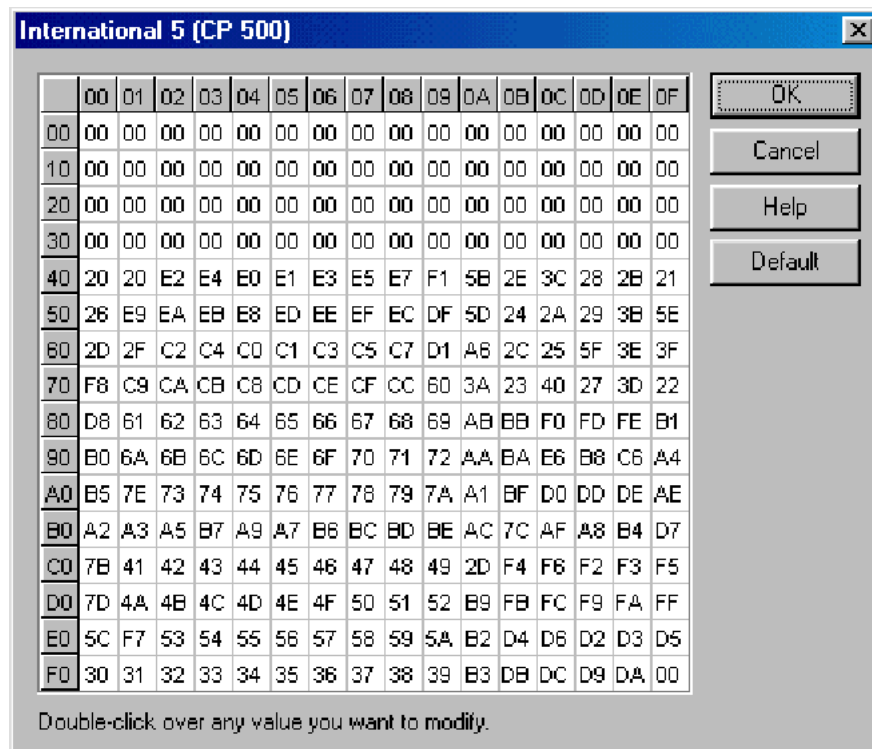 International 5 (CP 500)
00 01 02 03 04 05 06 07 08 09 0A 0B 0C 0D 0E 0F
00 00 00 00 00 00 00 00 00 00 00 00 00 00 00 00 00
10 00 00 00 00 00 00 00 00 00 00 00 00 00 00 00 00
20 00 00 00 00 00 00 00 00 00 00 00 00 00 00 00 00
30 00 00 00 00 00 00 00 00 00 00 00 00 00 00 00 00
40 20 20 E2 E4 E0 E1 E3 E5 E7 F1 5B 2E 3C 28 2B 21
50 26 E9 EA EB E8 ED EE EF EC DF 5D 24 2A 29 3B 5E
60 2D 2F C2 C4 C0 C1 C3 C5 C7 D1 A6 2C 25 5F 3E 3F
70 F8 C9 CA CB C8 CD CE CF CC 60 3A 23 40 27 3D 22
80 D8 61 62 63 64 65 66 67 68 69 AB BB F0 FD FE B1
90 B0 6A 6B 6C 6D 6E 6F 70 71 72 AA BA E6 B8 C6 A4
A0 B5 7E 73 74 75 76 77 78 79 7A A1 BF D0 DD DE AE
B0 A2 A3 A5 B7 A9 A7 B6 BC BD BE AC 7C AF A8 B4 D7
C0 7B 41 42 43 44 45 46 47 48 49 2D F4 F6 F2 F3 F5
D0 7D 4A 4B 4C 4D 4E 4F 50 51 52 B9 FB FC F9 FA FF
E0 5C F7 53 54 55 56 57 58 59 5A B2 D4 D6 D2 D3 D5
F0 30 31 32 33 34 35 36 37 38 39 B3 DB DC D9 DA 00
OK
Cancel
Help
Default
Double-click over any value you want to modify.